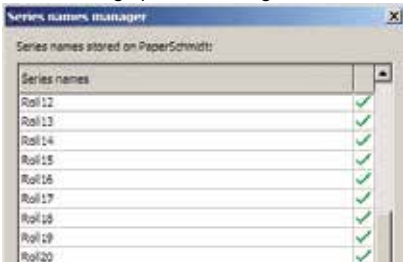 Series names manager
Series names stored on PaperSchmidt:
Series names
Roll12
Roll13
Roll14
Roll15
Roll16
Roll17
Roll18
Roll19
Roll20